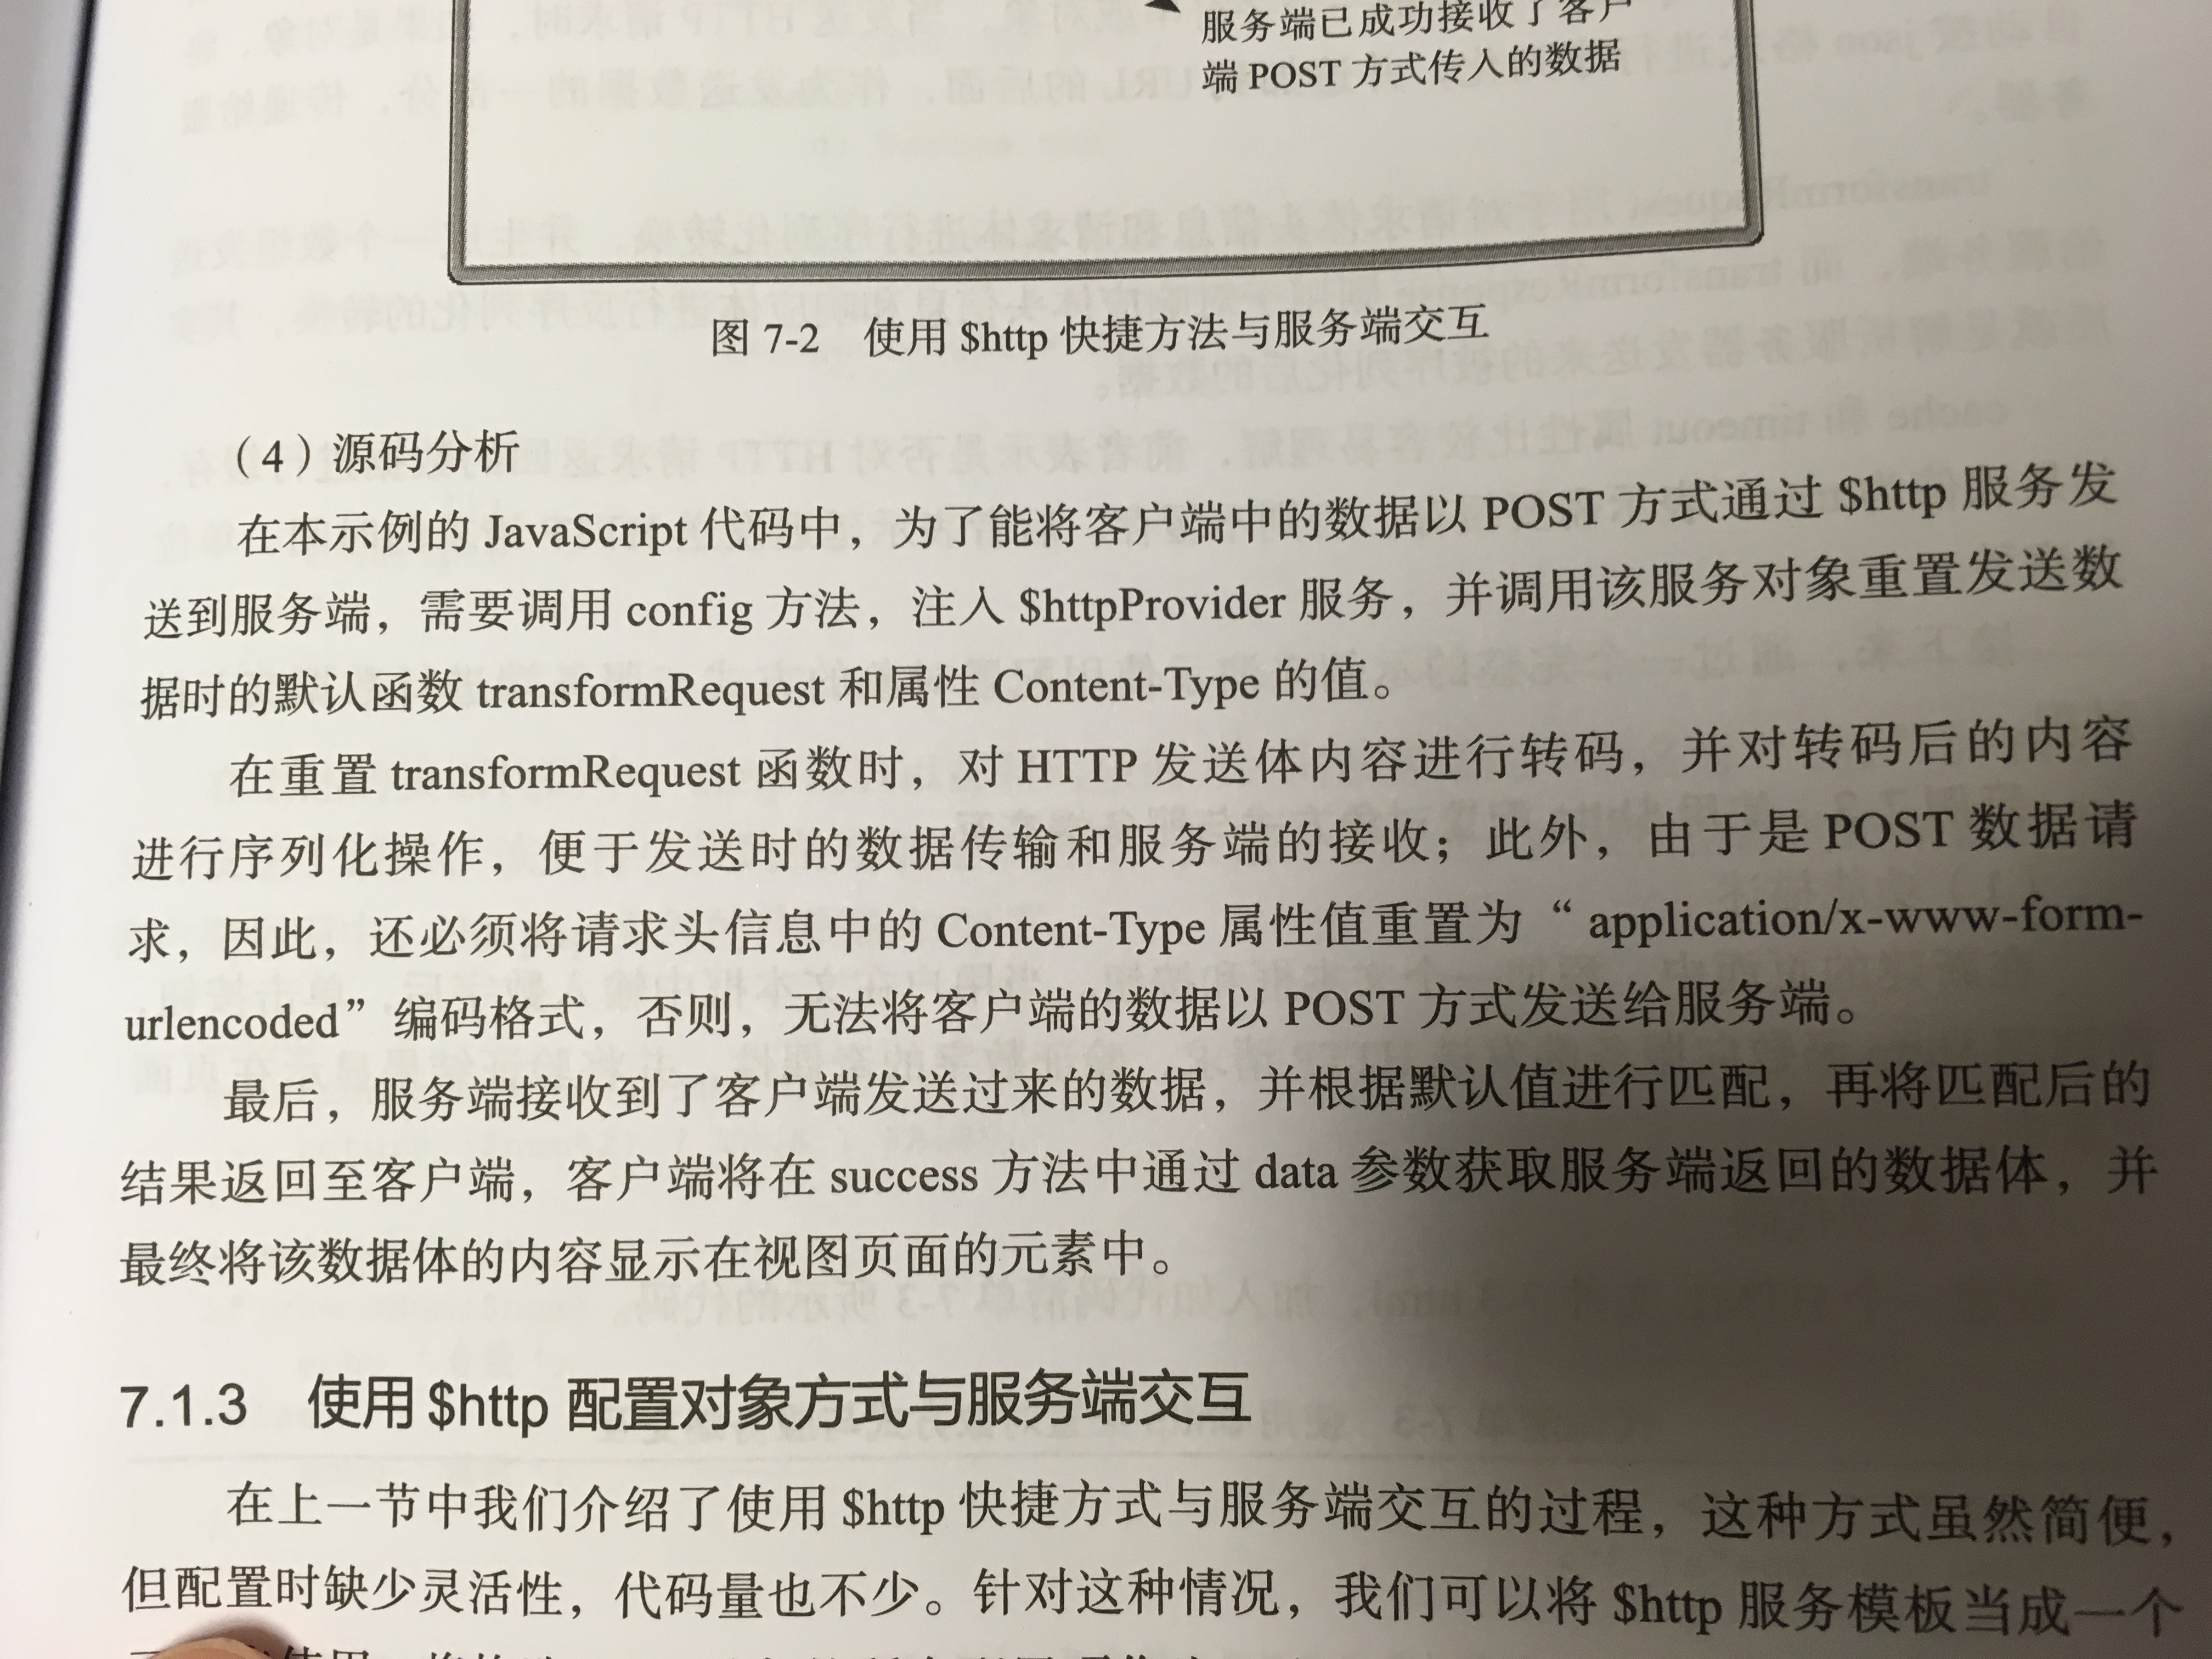 服务端已成功接收了客户
端 POST 方式传入的数据
图 7-2 使用 $http 快捷方法与服务端交互
（4）源码分析
在本示例的 JavaScript 代码中，为了能将客户端中的数据以 POST 方式通过 $http 服务发
送到服务端，需要调用 config 方法，注入 $httpProvider 服务，并调用该服务对象重置发送数
据时的默认函数 transformRequest 和属性 Content-Type 的值。
在重置 transformRequest 函数时，对 HTTP 发送体内容进行转码，并对转码后的内容
进行序列化操作，便于发送时的数据传输和服务端的接收；此外，由于是 POST 数据请
求，因此，还必须将请求头信息中的 Content-Type 属性值重置为 “ application/x-www-form-
urlencoded” 编码格式，否则，无法将客户端的数据以 POST 方式发送给服务端。
最后，服务端接收到了客户端发送过来的数据，并根据默认值进行匹配，再将匹配后的
结果返回至客户端，客户端将在 success 方法中通过 data 参数获取服务端返回的数据体，并
最终将该数据体的内容显示在视图页面的元素中。
7.1.3 使用 $http 配置对象方式与服务端交互
在上一节中我们介绍了使用 $http 快捷方式与服务端交互的过程，这种方式虽然简便，
但配置时缺少灵活性，代码量也不少。针对这种情况，我们可以将 $http 服务模板当成一个